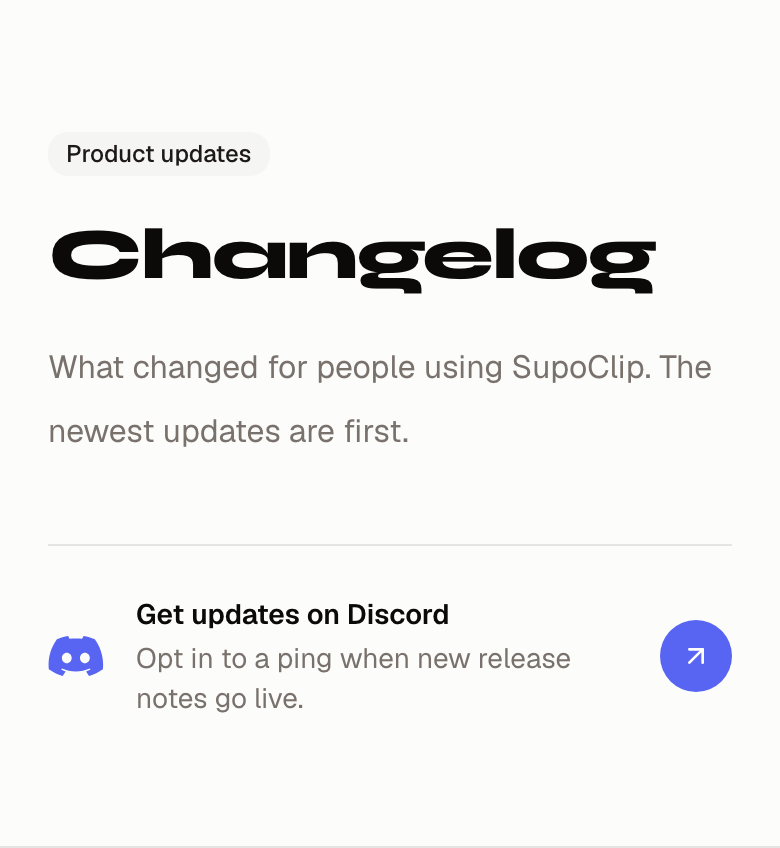 Product updates
Changelog
What changed for people using SupoClip. The
newest updates are first.
Get updates on Discord
Opt in to a ping when new release
notes go live.